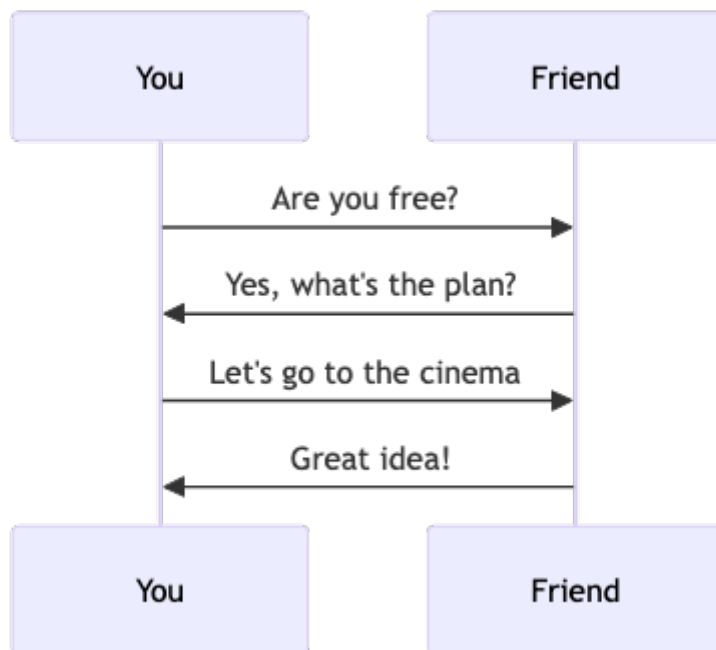 You
Friend
Are you free?
Yes, what's the plan?
Let's go to the cinema
Great idea!
You
Friend